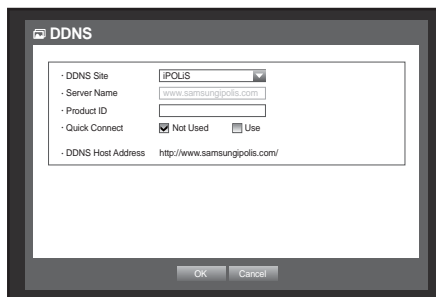 DDNS
· DDNS Site iPOLiS
· Server Name www.samsungipolis.com
· Product ID
· Quick Connect Not Used Use
· DDNS Host Address http://www.samsungipolis.com/
OK Cancel